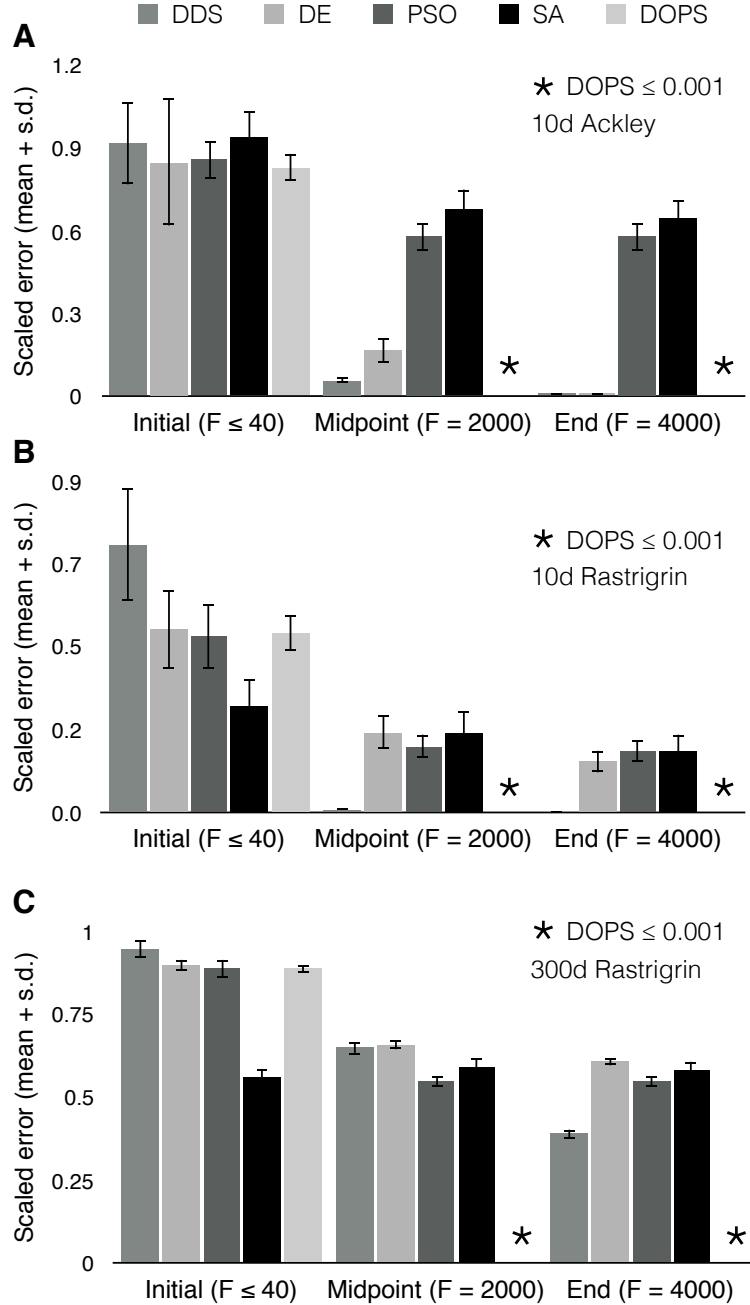 DDS DE PSO SA DOPS
A
Scaled error (mean + s.d.)
1.2
0.9
0.6
0.3
0
* DOPS ≤ 0.001
10d Ackley
Initial (F ≤ 40) Midpoint (F = 2000) End (F = 4000)
B
Scaled error (mean + s.d.)
0.9
0.7
0.5
0.2
0.0
* DOPS ≤ 0.001
10d Rastrigrin
Initial (F ≤ 40) Midpoint (F = 2000) End (F = 4000)
C
Scaled error (mean + s.d.)
1
0.75
0.5
0.25
0
* DOPS ≤ 0.001
300d Rastrigrin
Initial (F ≤ 40) Midpoint (F = 2000) End (F = 4000)